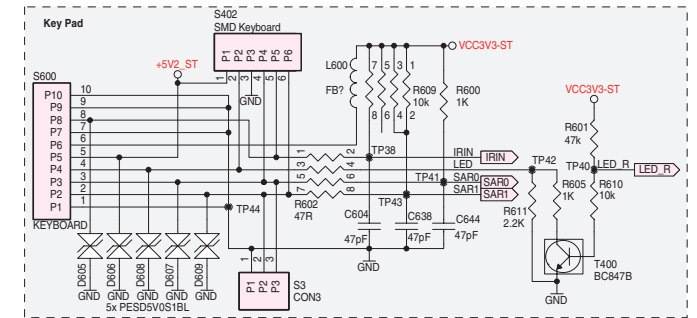 Key Pad
S402
SMD Keyboard
P1 P2 P3 P4 P5 P6
1 2 3 4 5 6
GND
+5V2_ST
S600
P10 10
P9 9
P8 8
P7 7
P6 6
P5 5
P4 4
P3 3
P2 2
P1 1
KEYBOARD
TP44
L600
FB?
7 5 3 1
8 6 4 2
R609
10k
VCC3V3-ST
R600
1K
1 2
3 4
5 6
7 8
R602
47R
TP38
TP41
TP43
IRIN IRIN
LED
SAR0 SAR0
SAR1 SAR1
C604
47pF
C638
47pF
C644
47pF
GND
VCC3V3-ST
R601
47k
TP42
TP40 LED_R LED_R
R611
2.2K
R605
1K
R610
10k
T400
BC847B
GND
D605 D606 D608 D607 D609
GND GND GND GND GND
5x PESD5V0S1BL
1 2 3
P1 P2 P3
S3
CON3